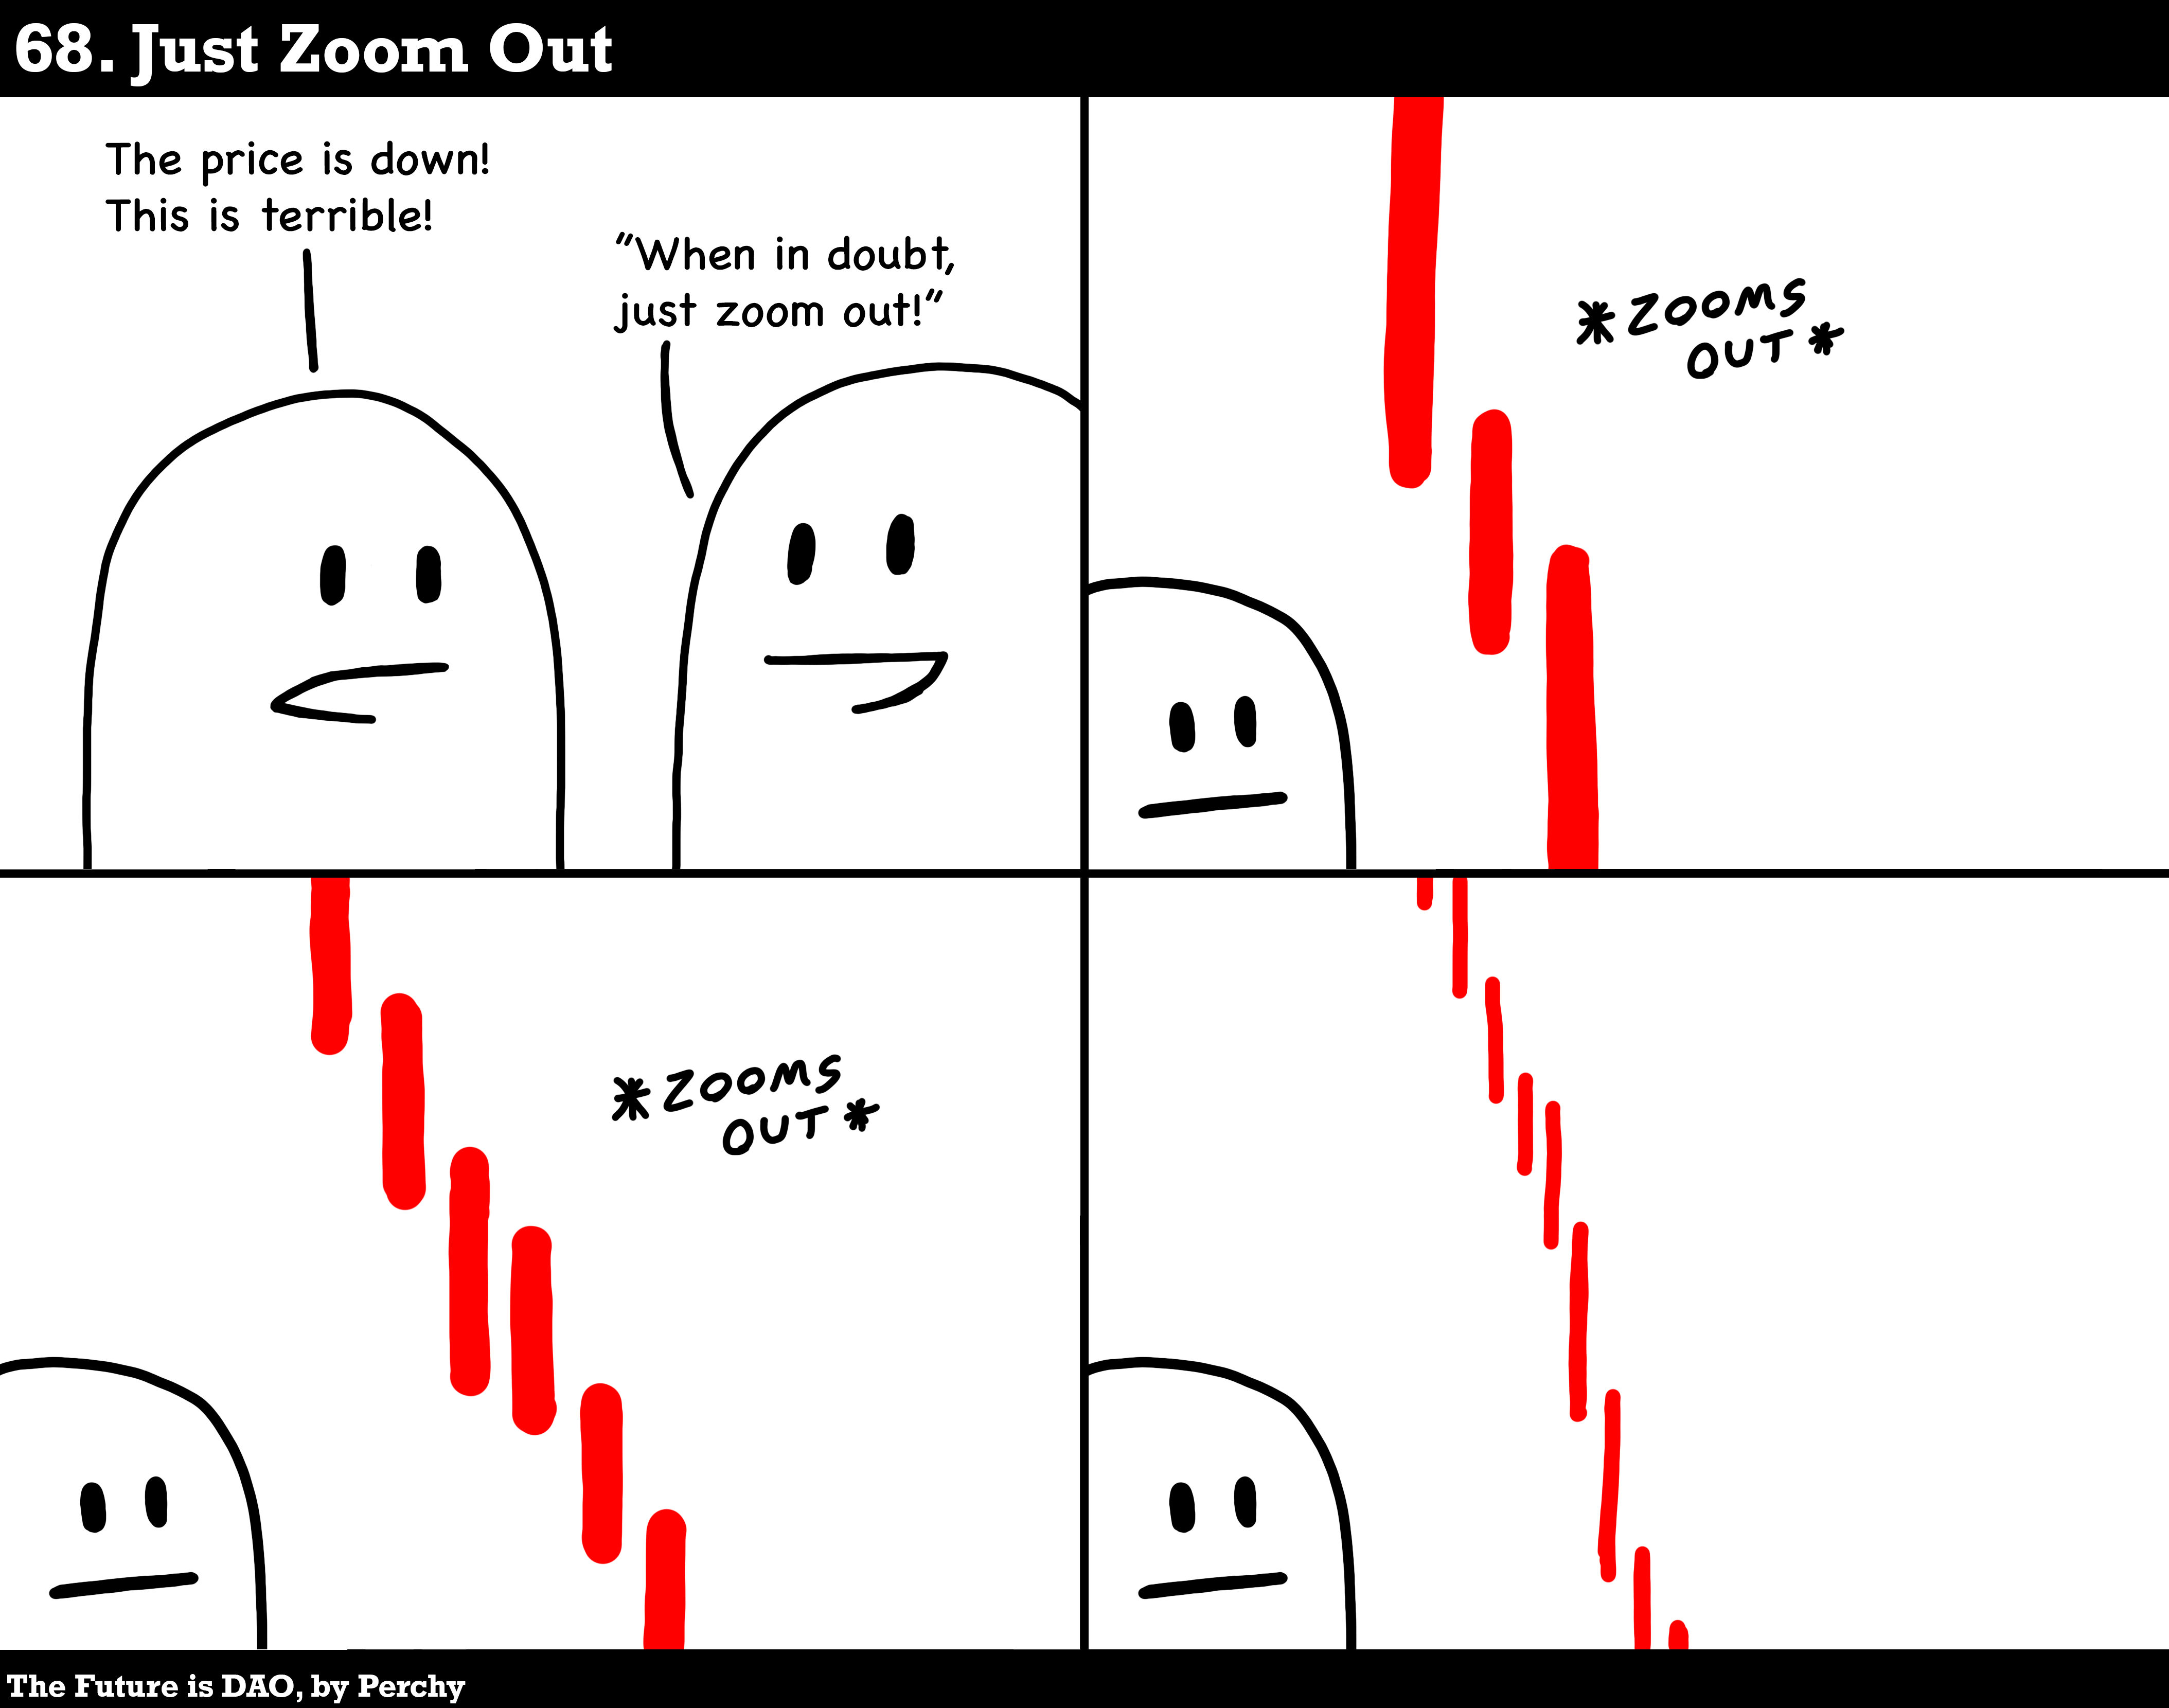 68. Just Zoom Out
The price is down!
This is terrible!
"When in doubt,
just zoom out!"
*ZOOMS
OUT*
*ZOOMS
OUT*
The Future is DAO, by Perchy